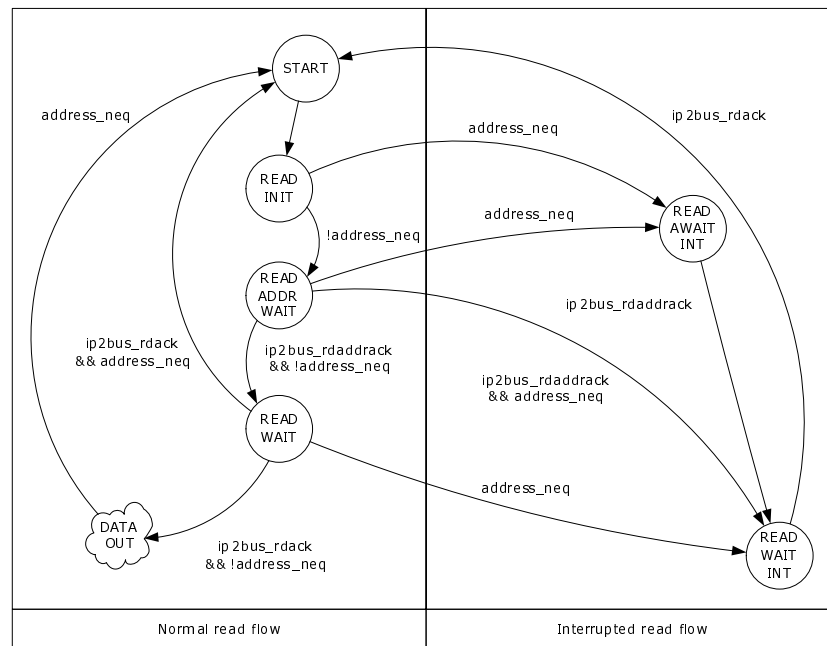 START
address_neq
ip2bus_rdack
address_neq
READ
INIT
address_neq
READ
AWAIT
INT
!address_neq
READ
ADDR
WAIT
ip2bus_rdaddrack
ip2bus_rdack
&& address_neq
ip2bus_rdaddrack
&& !address_neq
ip2bus_rdaddrack
&& address_neq
READ
WAIT
address_neq
DATA
OUT
ip2bus_rdack
&& !address_neq
READ
WAIT
INT
Normal read flow
Interrupted read flow